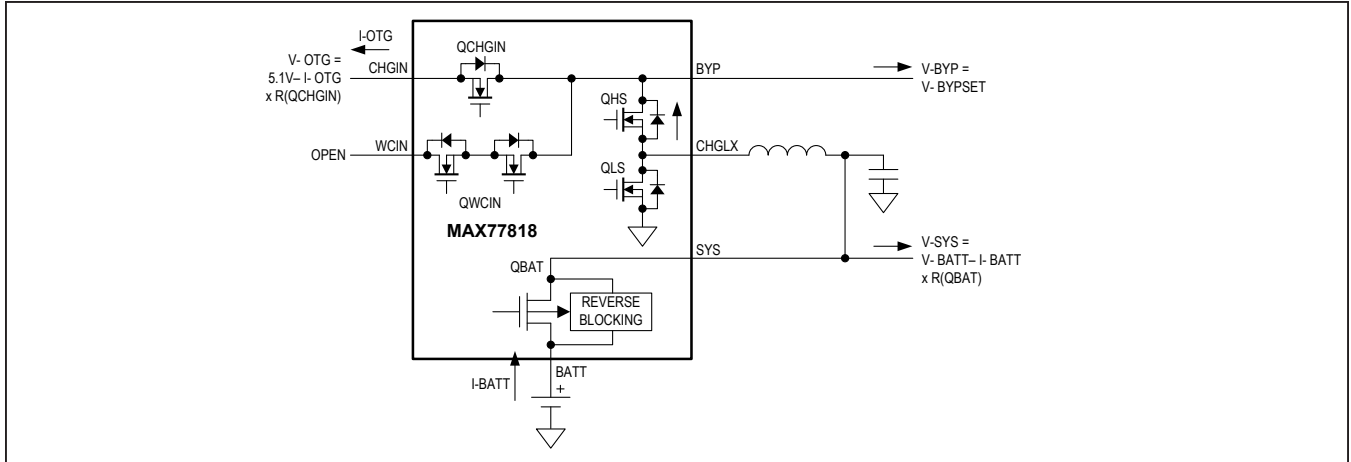 I-OTG
V- OTG =
5.1V– I- OTG
x R(QCHGIN)
CHGIN
QCHGIN
BYP
V-BYP =
V- BYPSET
QHS
OPEN
WCIN
QWCIN
CHGLX
QLS
MAX77818
SYS
V-SYS =
V- BATT– I- BATT
x R(QBAT)
QBAT
REVERSE
BLOCKING
I-BATT
BATT
+